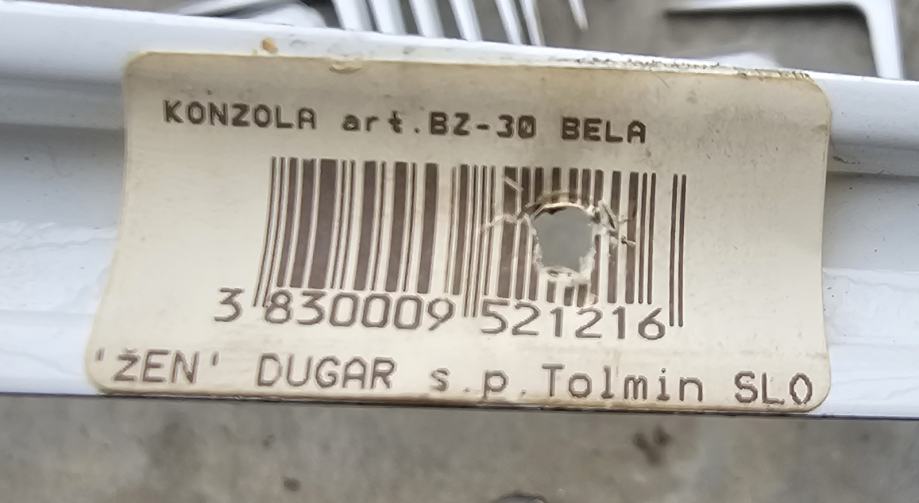 KONZOLA art.BZ-30 BELA
3 830009 521216
'ŽEN' DUGAR s.p.Tolmin SLO